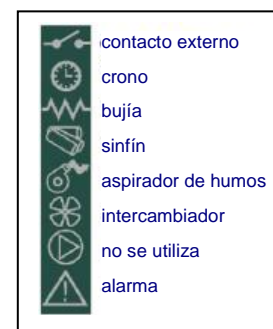 contacto externo
crono
bujía
sinfín
aspirador de humos
intercambiador
no se utiliza
alarma